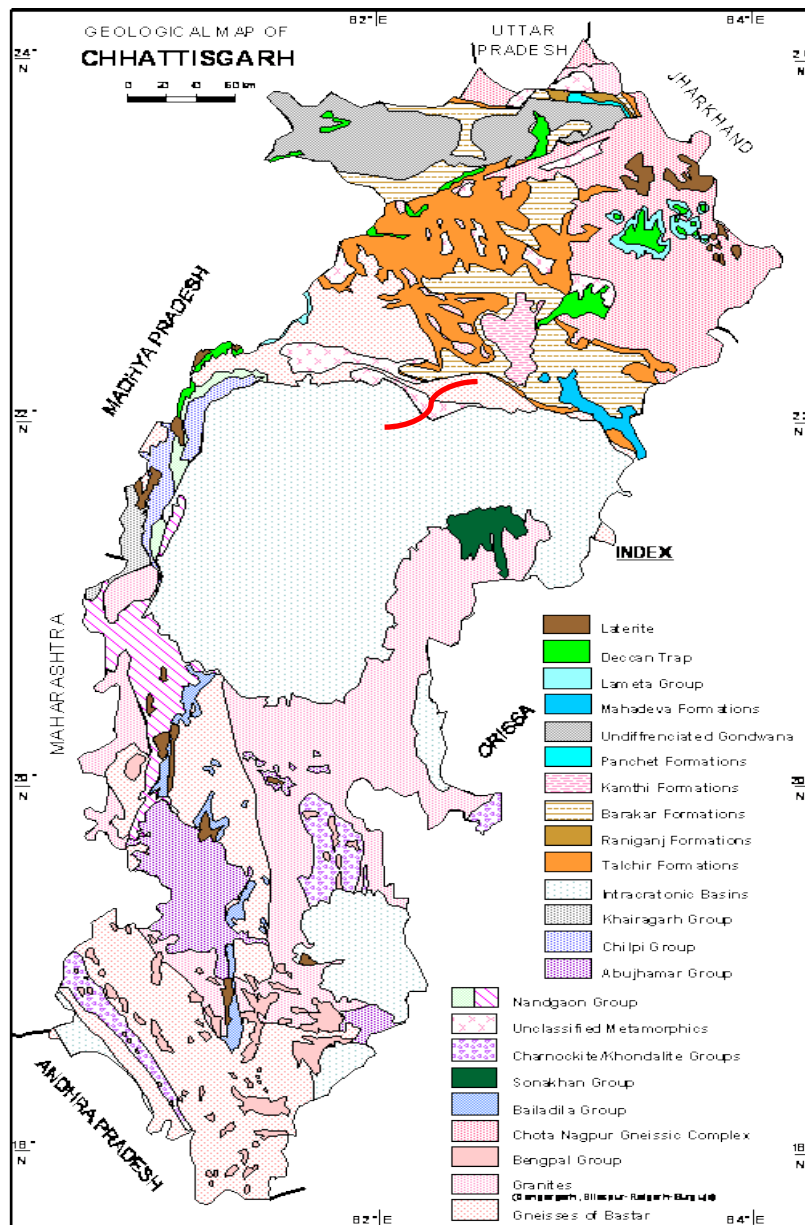 GEOLOGICAL MAP OF
CHHATTISGARH
0 20 40 60 km
82° E
84° E
UTTAR
PRADESH
24°
N
JHARKHAND
MADHYA PRADESH
22
N
MAHARASHTRA
ORISSA
20
N
ANDHRA PRADESH
18°
N
18
N
82° E
84° E
INDEX
Laterite
Deccan Trap
Lameta Group
Mahadeva Formations
Undiffrenciated Gondwana
Panchet Formations
Kamthi Formations
Barakar Formations
Raniganj Formations
Talchir Formations
Intracratonic Basins
Khairagarh Group
Chilpi Group
Abujhamar Group
Nandgaon Group
Unclassified Metamorphics
Charnockite/Khondalite Groups
Sonakhan Group
Bailadilla Group
Chota Nagpur Gneissic Complex
Bengpal Group
Granites
Gneisses of Bastar